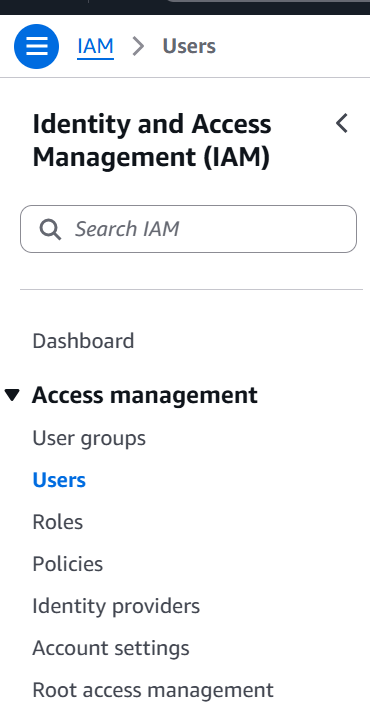 IAM > Users
Identity and Access
Management (IAM)
Search IAM
Dashboard
Access management
User groups
Users
Roles
Policies
Identity providers
Account settings
Root access management